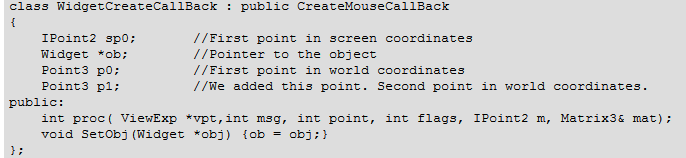 class WidgetCreateCallBack : public CreateMouseCallBack
{
    IPoint2 sp0;        //First point in screen coordinates
    Widget *ob;         //Pointer to the object
    Point3 p0;          //First point in world coordinates
    Point3 p1;          //We added this point. Second point in world coordinates.
public:
    int proc( ViewExp *vpt,int msg, int point, int flags, IPoint2 m, Matrix3& mat);
    void SetObj(Widget *obj) {ob = obj;}
};